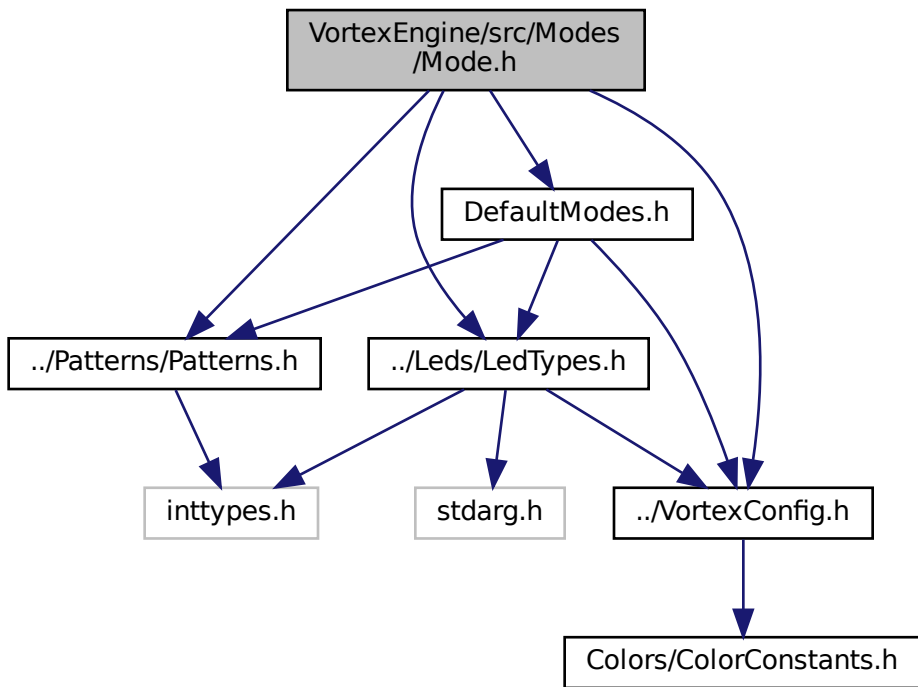 VortexEngine/src/Modes
/Mode.h
DefaultModes.h
../Patterns/Patterns.h
../Leds/LedTypes.h
inttypes.h
stdarg.h
../VortexConfig.h
Colors/ColorConstants.h